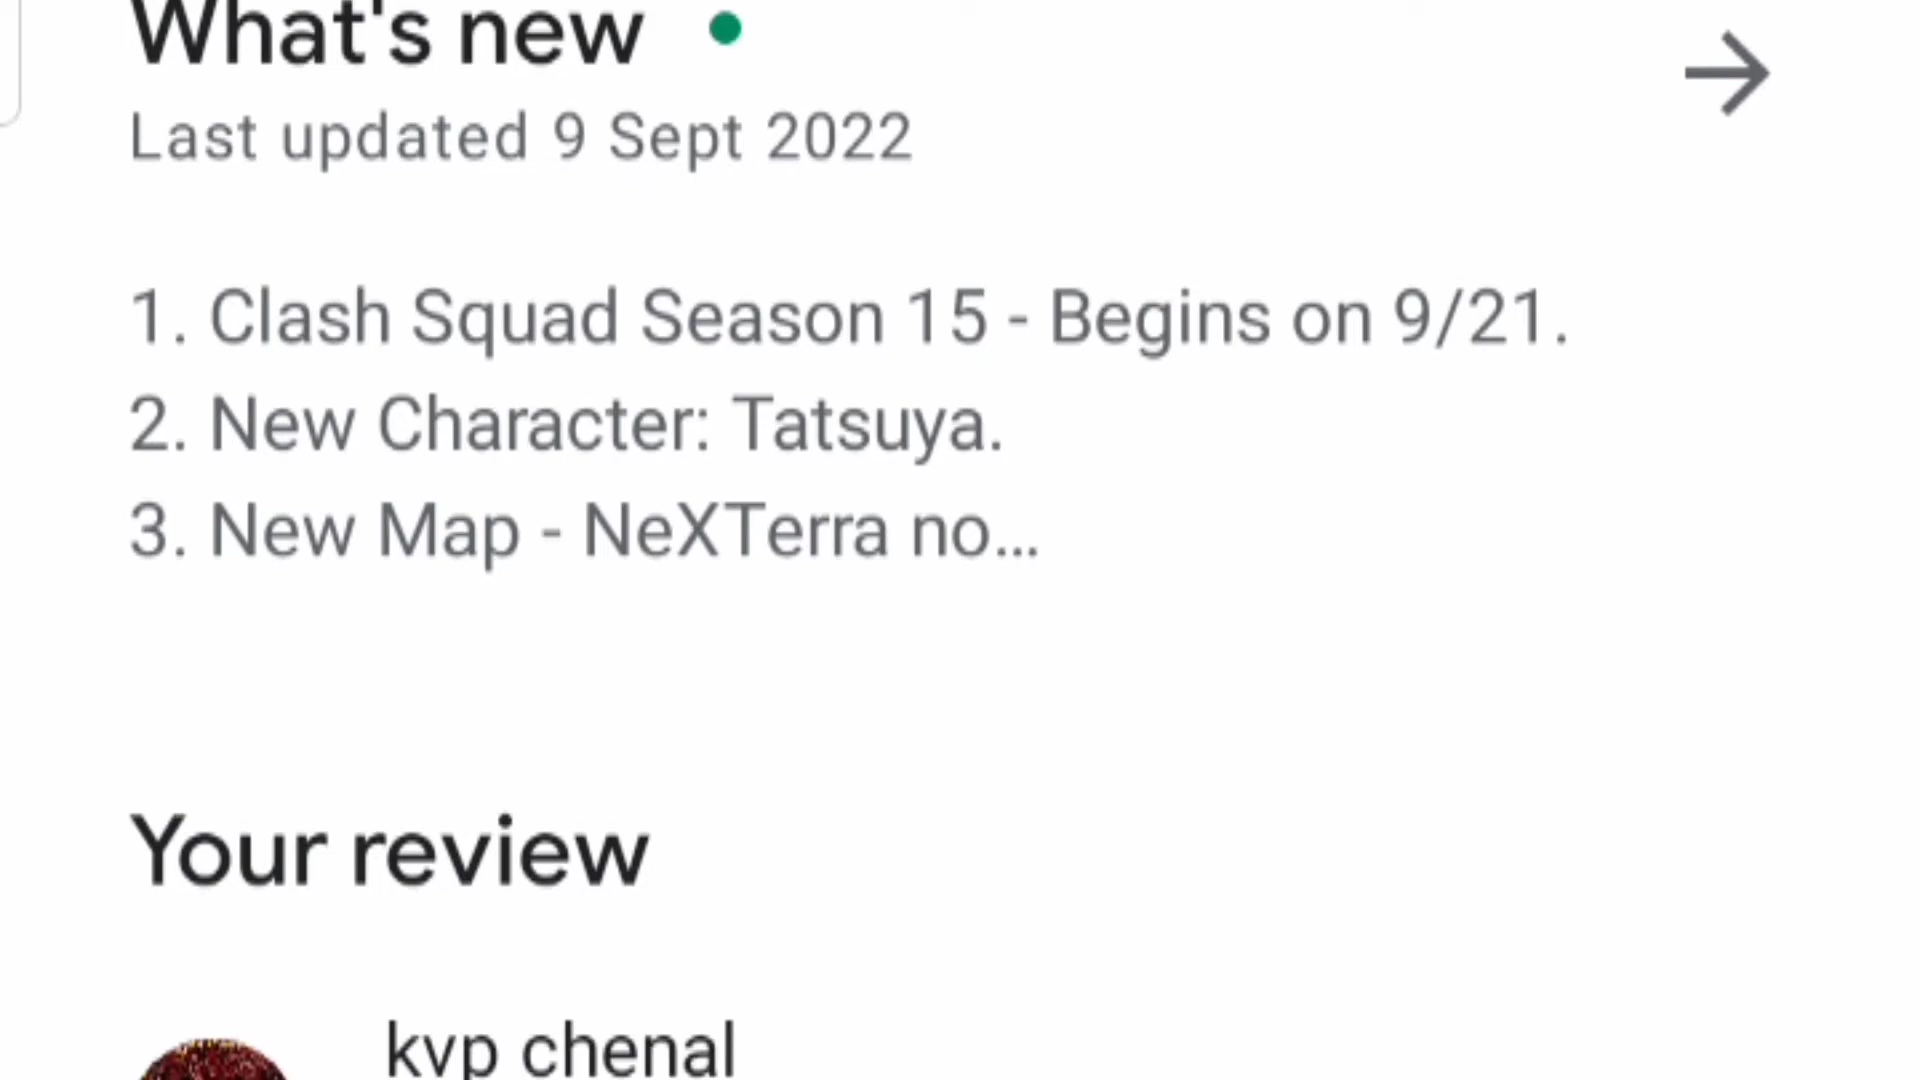 What's new
Last updated 9 Sept 2022
1. Clash Squad Season 15 - Begins on 9/21.
2. New Character: Tatsuya.
3. New Map - NeXTerra no…
Your review
kvp chenal